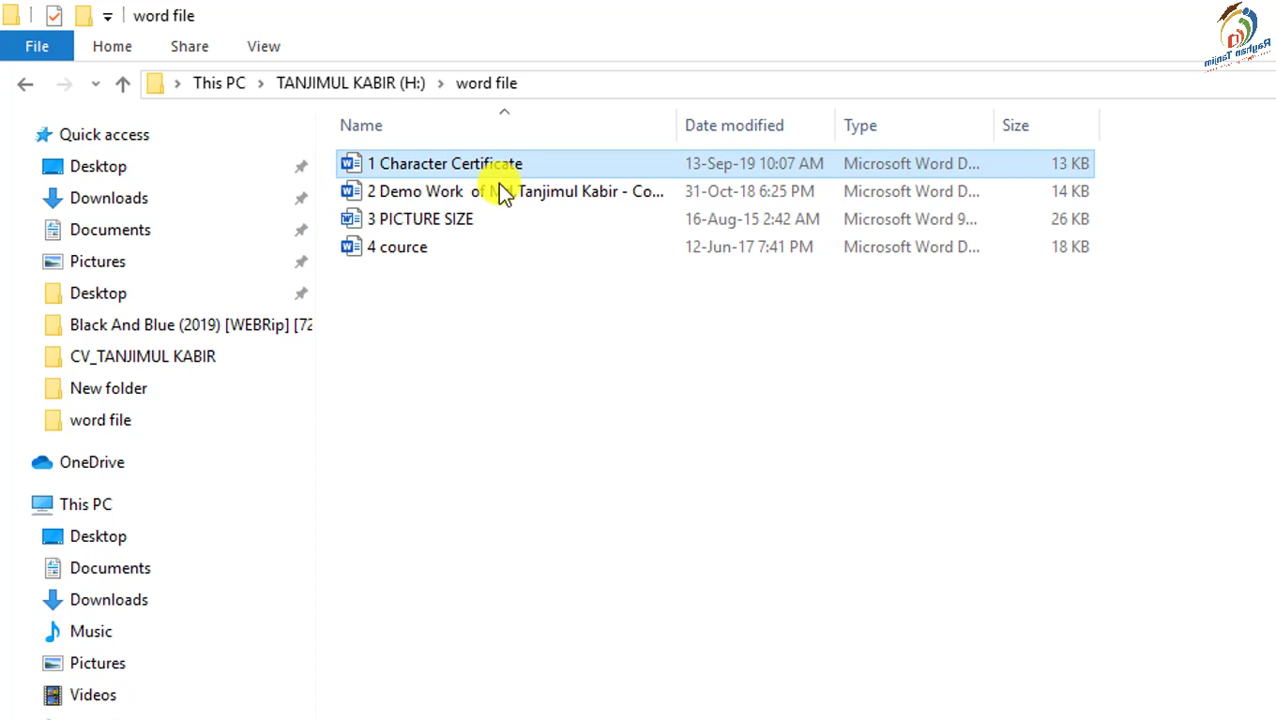 word file
File Home Share View
This PC > TANJIMUL KABIR (H:) > word file
Name Date modified Type Size
1 Character Certificate 13-Sep-19 10:07 AM Microsoft Word D... 13 KB
2 Demo Work of Md Tanjimul Kabir - Co... 31-Oct-18 6:25 PM Microsoft Word D... 14 KB
3 PICTURE SIZE 16-Aug-15 2:42 AM Microsoft Word 9... 26 KB
4 cource 12-Jun-17 7:41 PM Microsoft Word D... 18 KB
Quick access
Desktop
Downloads
Documents
Pictures
Desktop
Black And Blue (2019) [WEBRip] [72
CV_TANJIMUL KABIR
New folder
word file
OneDrive
This PC
Desktop
Documents
Downloads
Music
Pictures
Videos
Rayhan Tanjim